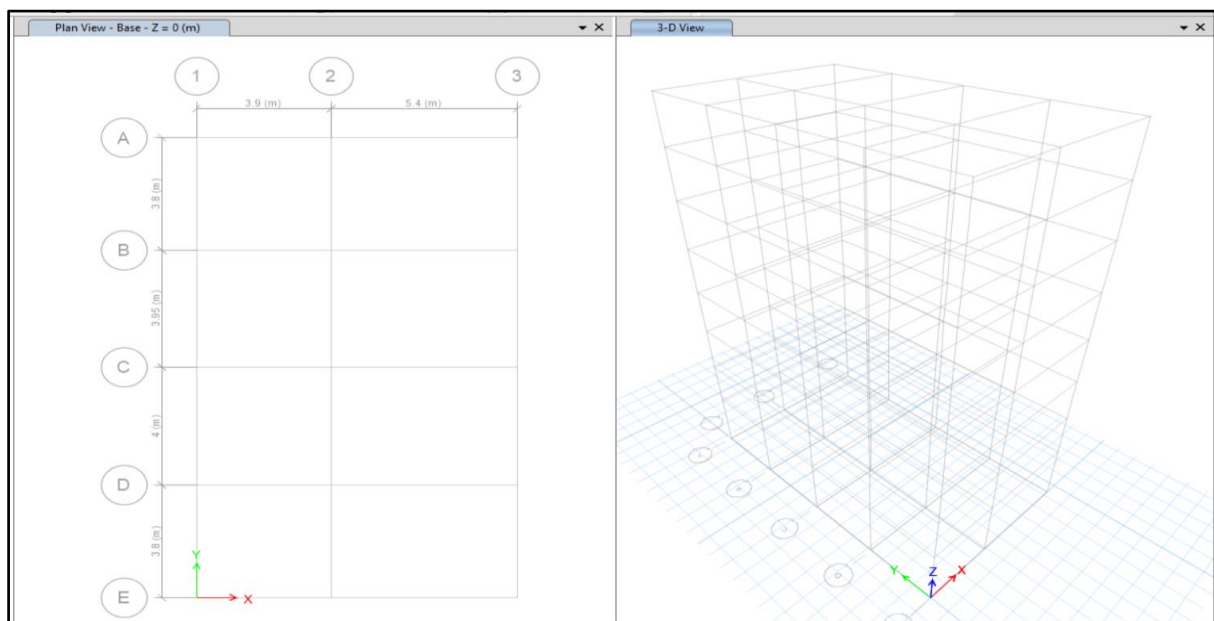 Plan View - Base - Z = 0 (m)
3-D View
1
2
3
3.9 (m)
5.4 (m)
A
3.8 (m)
B
3.95 (m)
C
4 (m)
D
3.8 (m)
E
Y
X
Y
Z
X